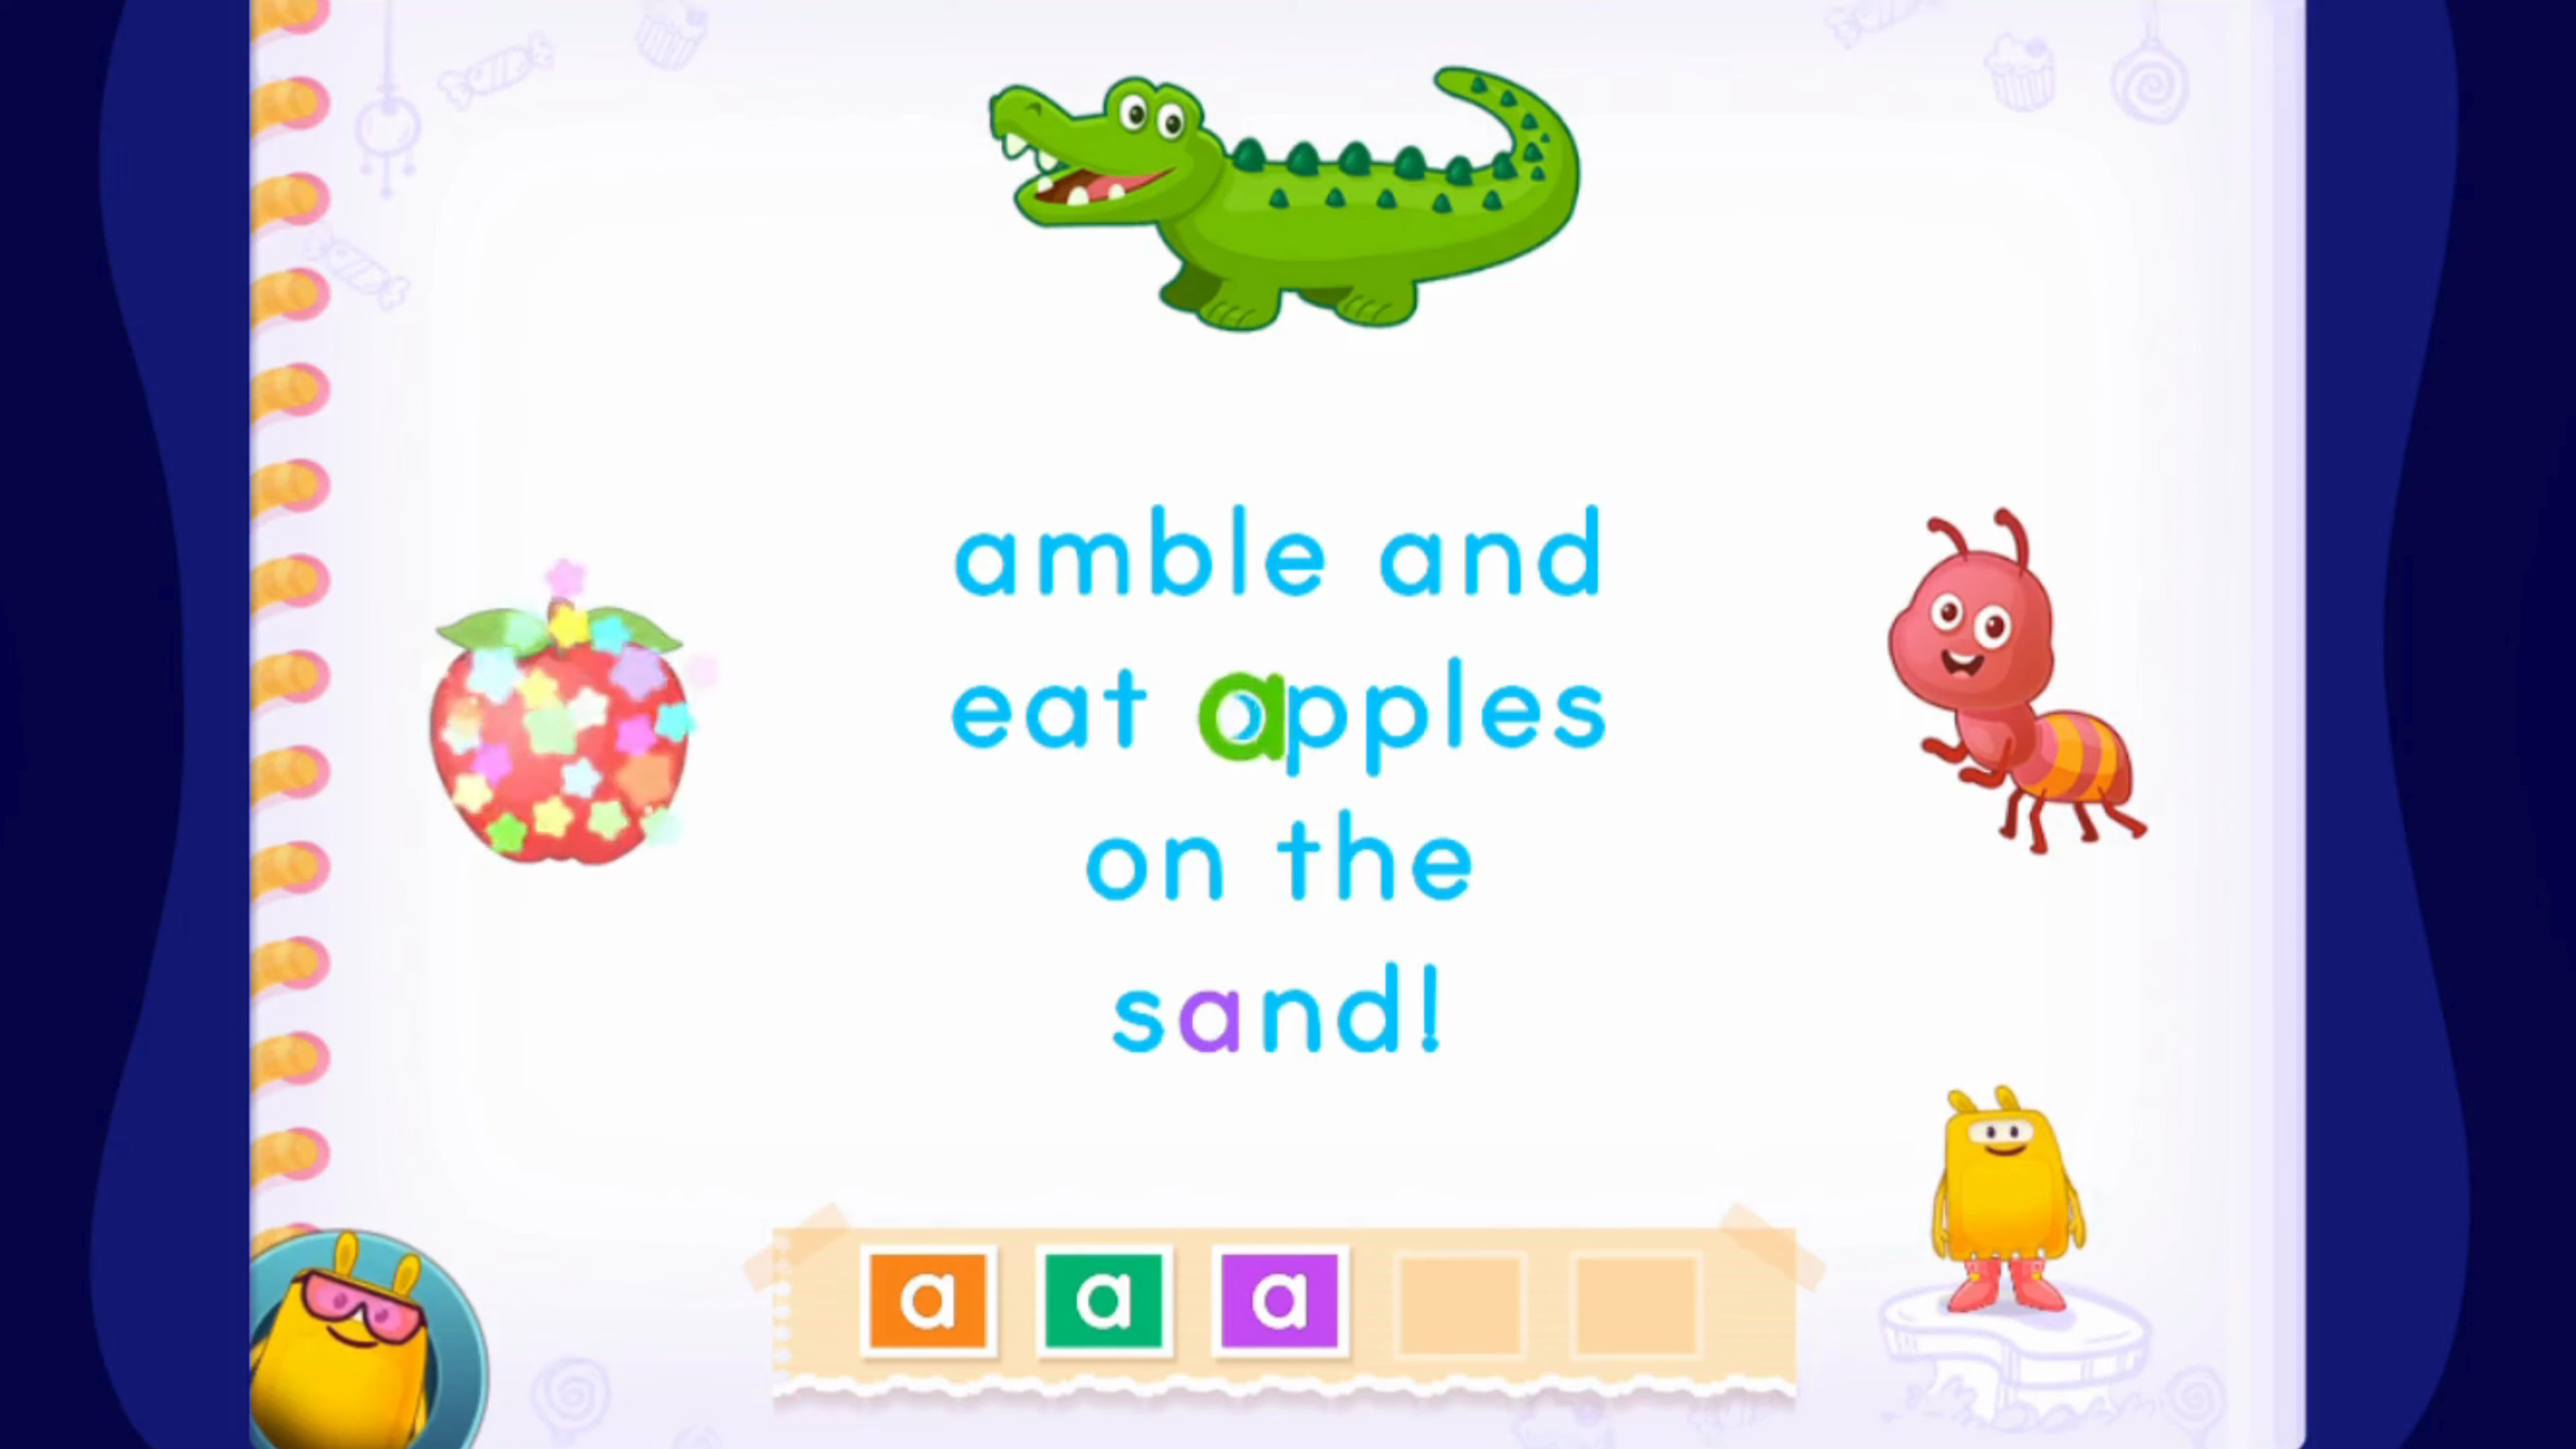 amble and
eat apples
on the
sand!
a a a